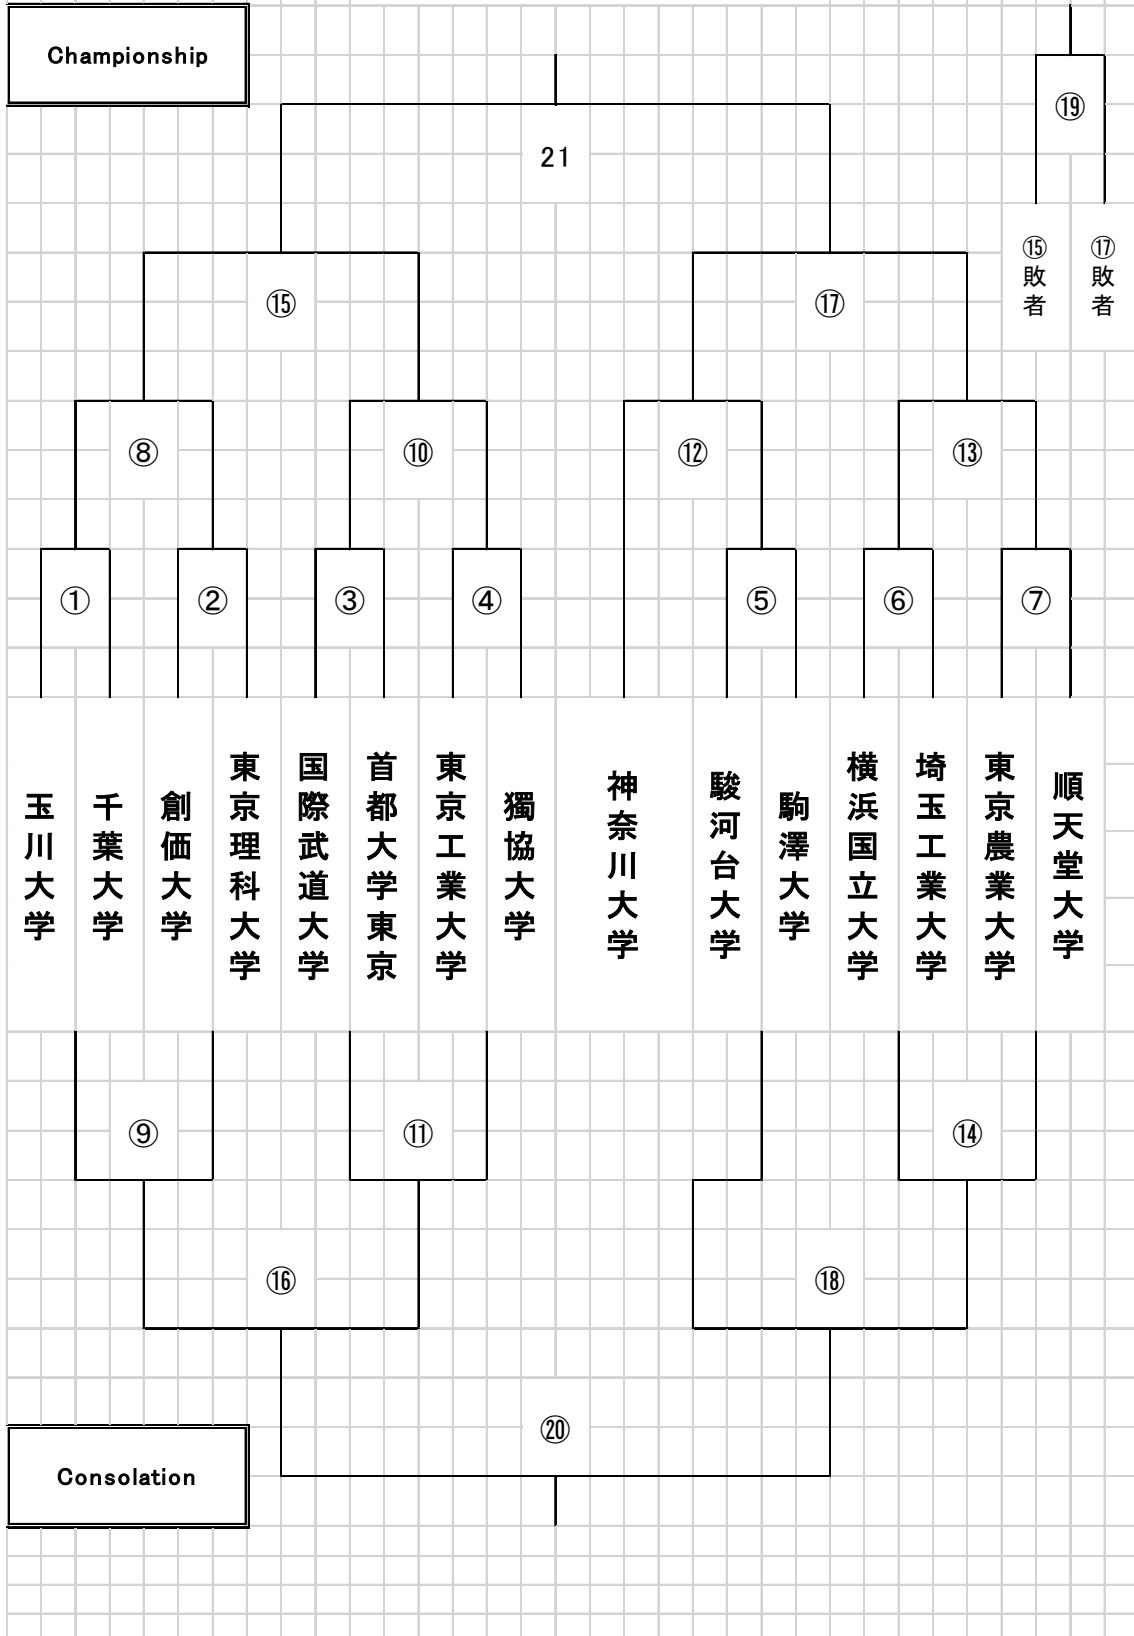 Championship
⑲
21
⑮敗者
⑰敗者
⑮
⑰
⑧
⑩
⑫
⑬
①
②
③
④
⑤
⑥
⑦
玉川大学
千葉大学
創価大学
東京理科大学
国際武道大学
首都大学東京
東京工業大学
獨協大学
神奈川大学
駿河台大学
駒澤大学
横浜国立大学
埼玉工業大学
東京農業大学
順天堂大学
⑨
⑪
⑭
⑯
⑱
⑳
Consolation